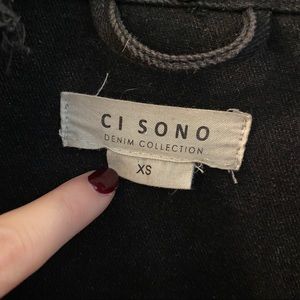 CI SONO
DENIM COLLECTION
XS